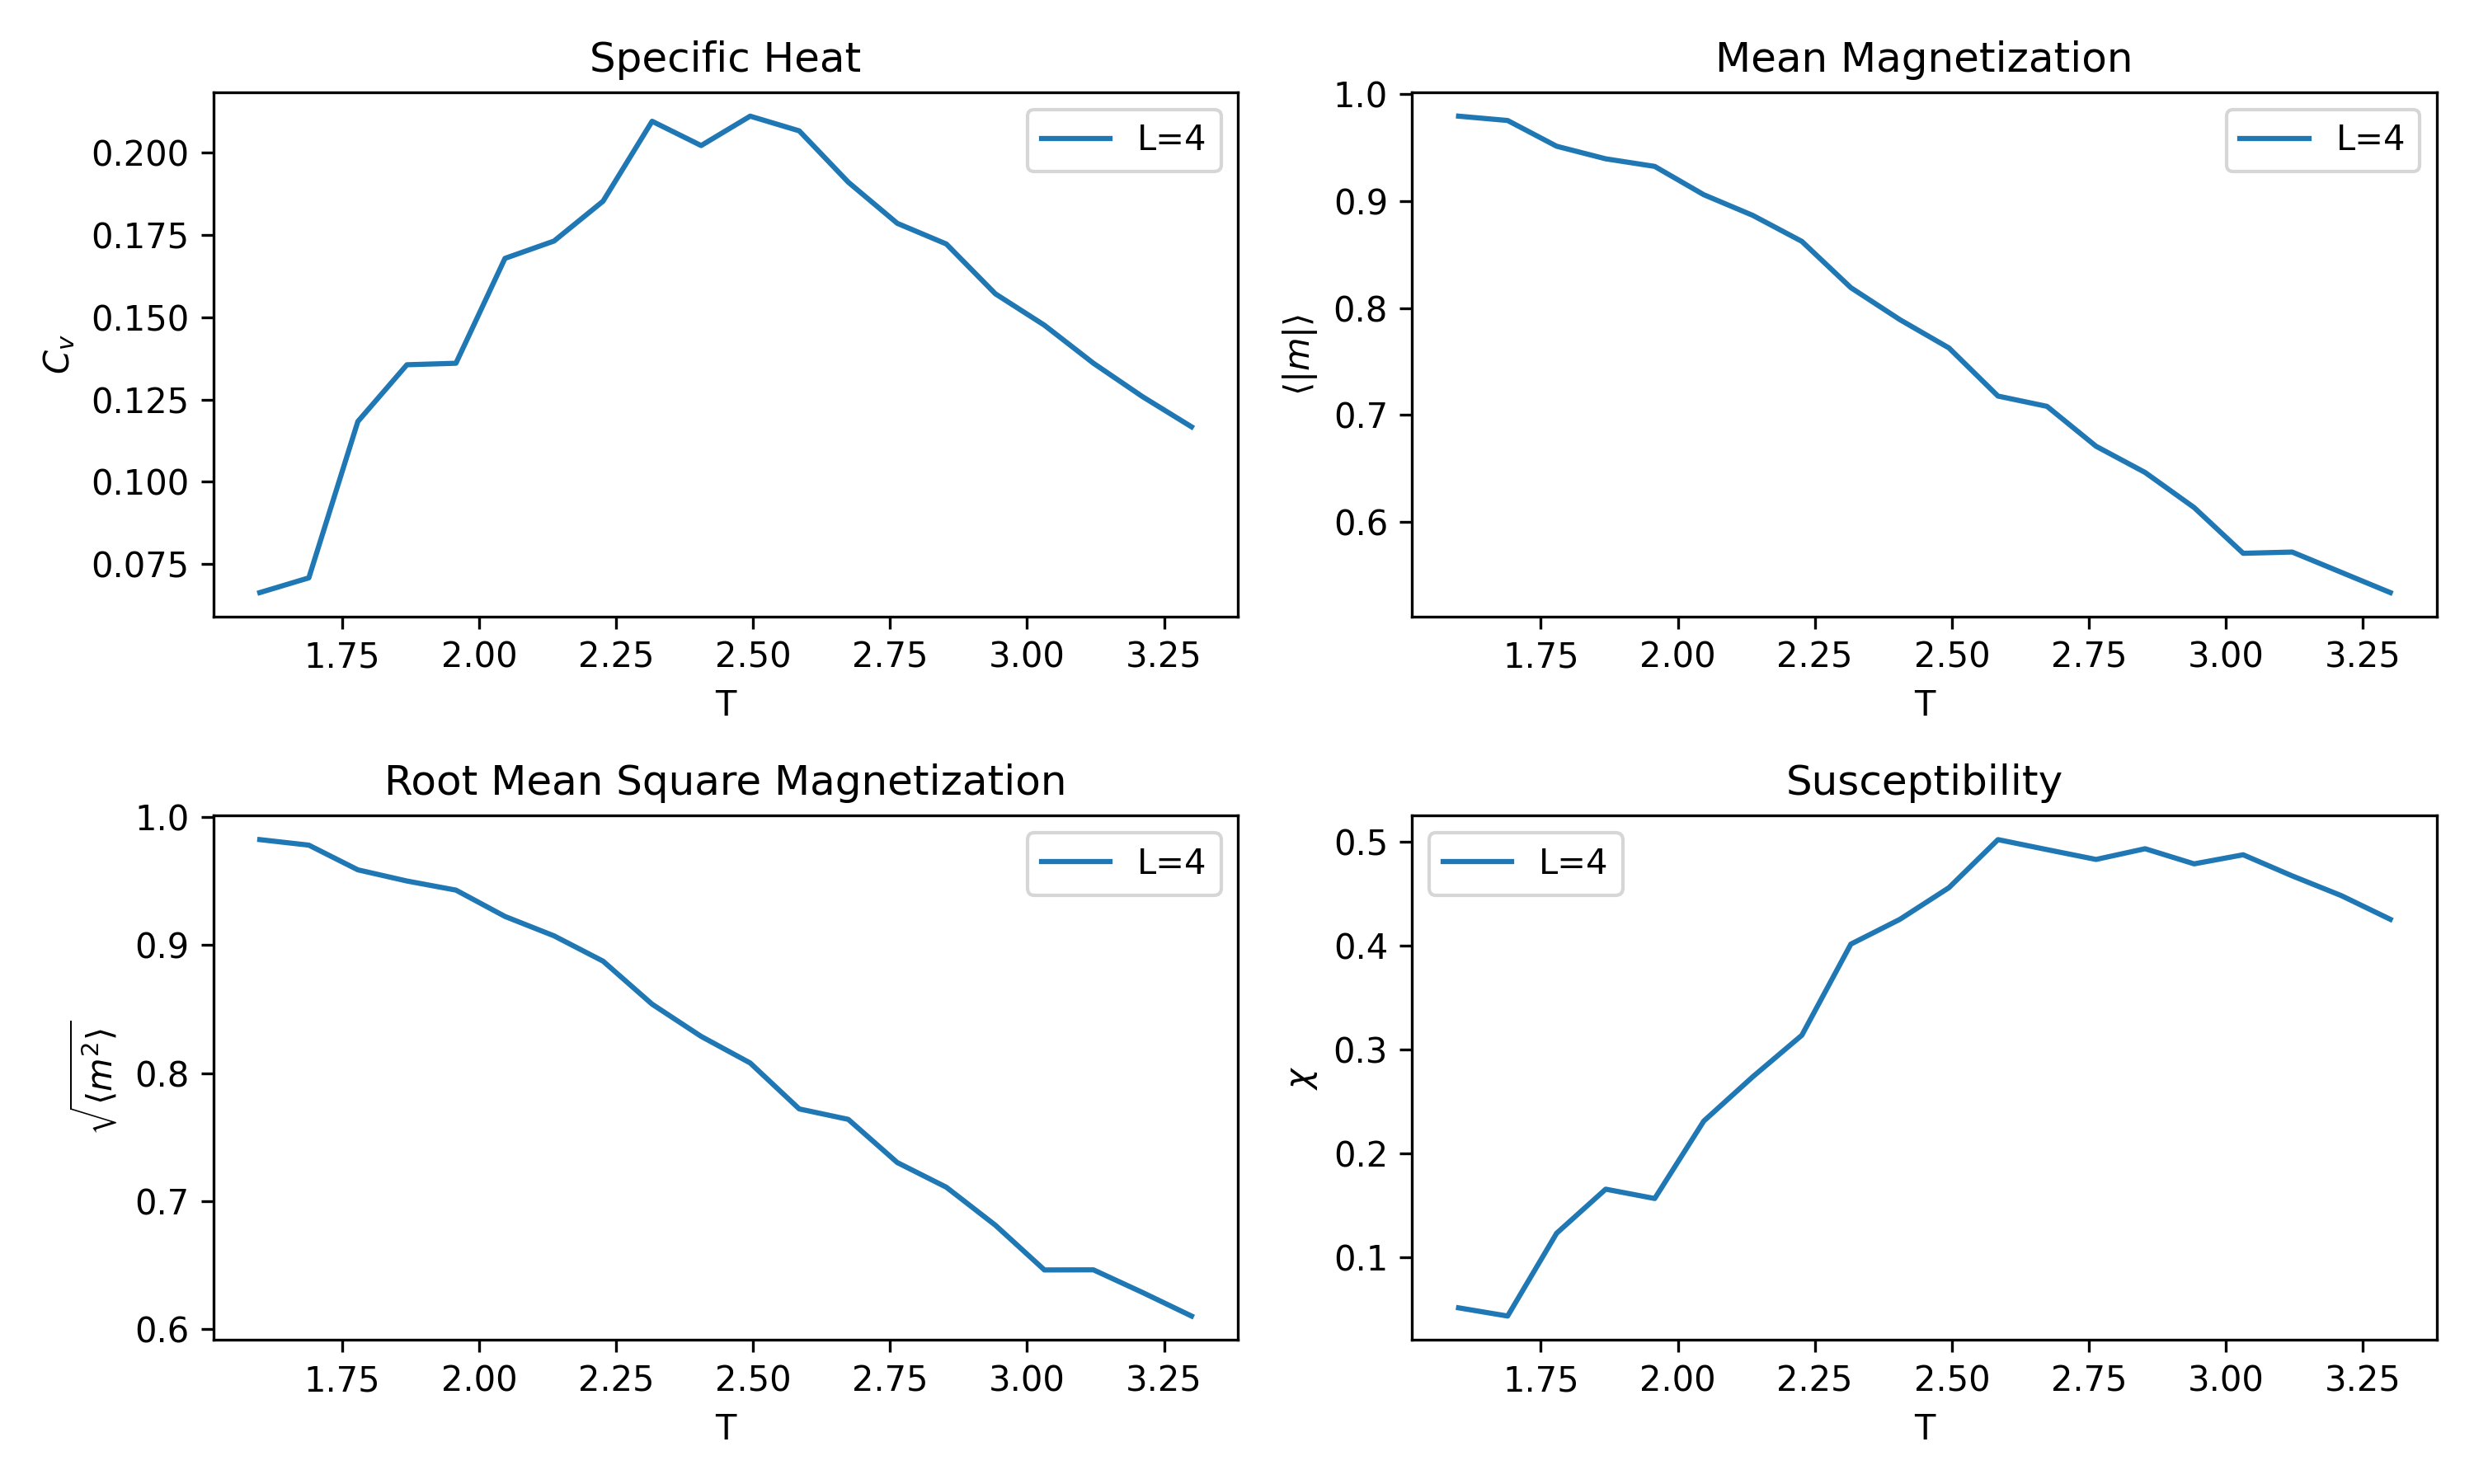 Specific Heat
L=4
0.200
0.175
0.150
0.125
0.100
0.075
C_v
1.75 2.00 2.25 2.50 2.75 3.00 3.25
T
Mean Magnetization
L=4
1.0
0.9
0.8
0.7
0.6
⟨|m|⟩
1.75 2.00 2.25 2.50 2.75 3.00 3.25
T
Root Mean Square Magnetization
L=4
1.0
0.9
0.8
0.7
0.6
√⟨m²⟩
1.75 2.00 2.25 2.50 2.75 3.00 3.25
T
Susceptibility
L=4
0.5
0.4
0.3
0.2
0.1
χ
1.75 2.00 2.25 2.50 2.75 3.00 3.25
T